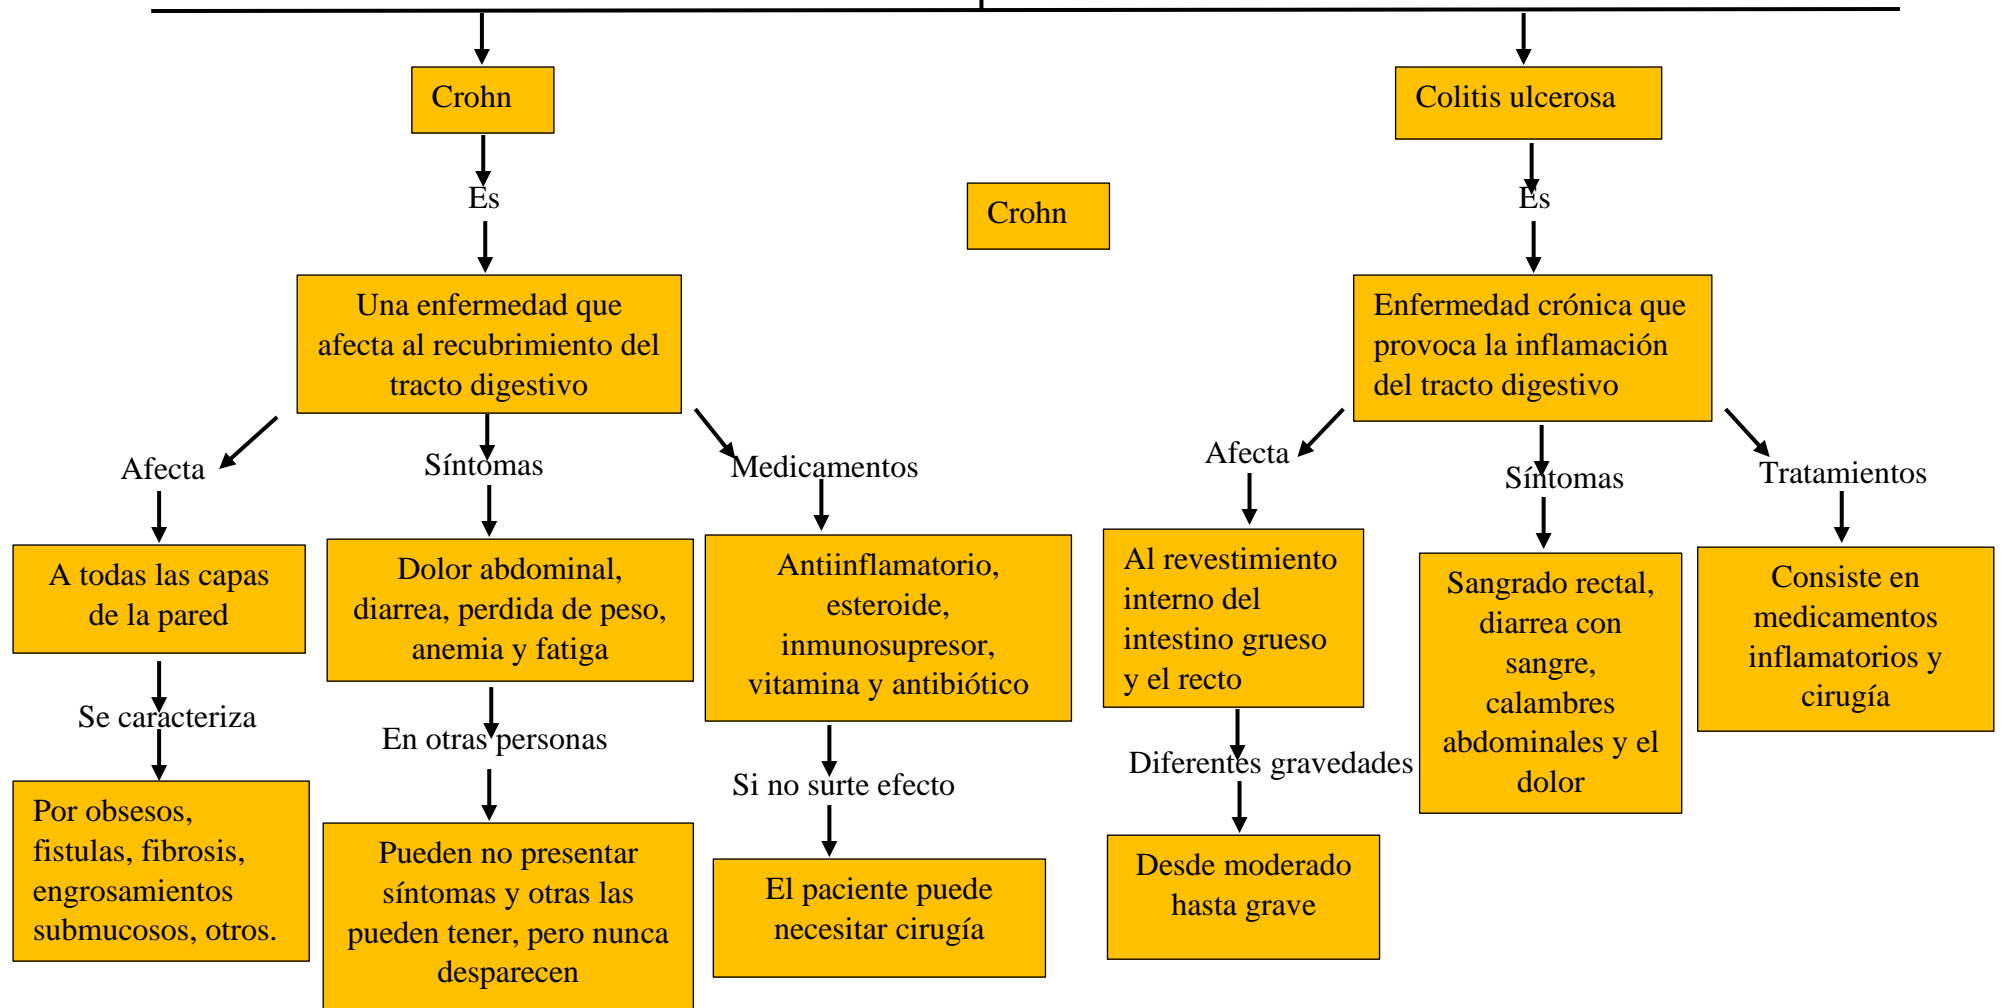 Crohn
Colitis ulcerosa
Es
Crohn
Es
Una enfermedad que
afecta al recubrimiento del
tracto digestivo
Enfermedad crónica que
provoca la inflamación
del tracto digestivo
Afecta
Síntomas
Medicamentos
Afecta
Síntomas
Tratamientos
A todas las capas
de la pared
Dolor abdominal,
diarrea, perdida de peso,
anemia y fatiga
Antiinflamatorio,
esteroide,
inmunosupresor,
vitamina y antibiótico
Al revestimiento
interno del
intestino grueso
y el recto
Sangrado rectal,
diarrea con
sangre,
calambres
abdominales y el
dolor
Consiste en
medicamentos
inflamatorios y
cirugía
Se caracteriza
En otras personas
Si no surte efecto
Diferentes gravedades
Por obsesos,
fistulas, fibrosis,
engrosamientos
submucosos, otros.
Pueden no presentar
síntomas y otras las
pueden tener, pero nunca
desparecen
El paciente puede
necesitar cirugía
Desde moderado
hasta grave